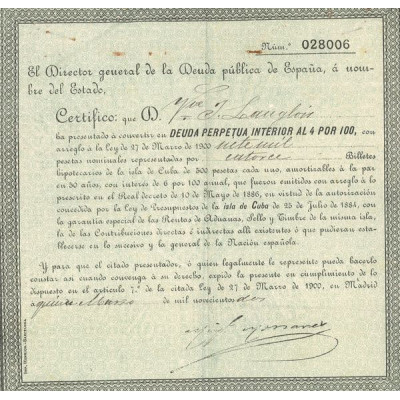 Núm.º 028006
El Director general de la Deuda pública de España, á nom-
bre del Estado,
Certifico: que D.
ha presentado á convertir en DEUDA PERPETUA INTERIOR AL 4 POR 100, con
arreglo á la Ley de 27 de Marzo de 1900 siete mil
pesetas nominales representadas por catorce Billetes
hipotecarios de la isla de Cuba de 500 pesetas cada uno, amortizables á la par
en 50 años, con interés de 6 por 100 anual, que fueron emitidos con arreglo á lo
prescrito en el Real decreto de 10 de Mayo de 1886, en virtud de la autorización
concedida por la Ley de Presupuestos de la isla de Cuba de 25 de Julio de 1884, con
la garantía especial de las Rentas de Aduanas, Sello y Timbre de la misma isla,
la de las Contribuciones directas é indirectas allí existentes ó que pudieran esta-
blecerse en lo sucesivo y la general de la Nación española.
Y para que el citado presentador, ó quien legalmente le represente pueda hacerlo
constar así cuando convenga á su derecho, expido la presente en cumplimiento de lo
dispuesto en el artículo 7.º de la citada Ley de 27 de Marzo de 1900, en Madrid
a quince Marzo de mil novecientos dos